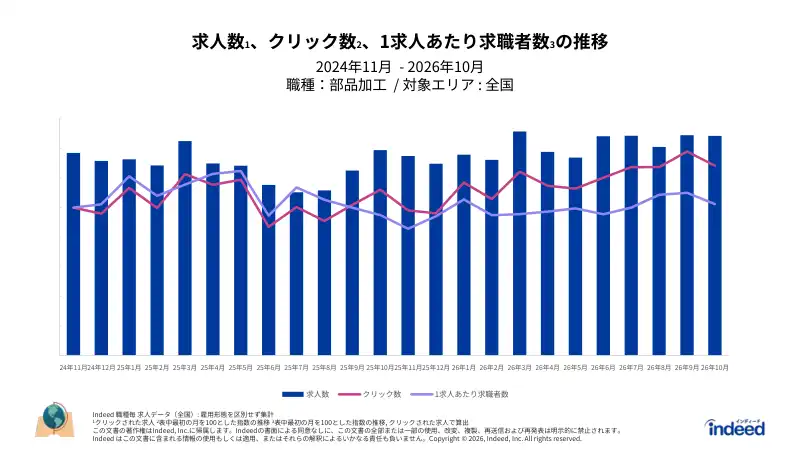 求人数1、クリック数2、1求人あたり求職者数3の推移
2024年11月 - 2026年10月
職種：部品加工 / 対象エリア : 全国
24年11月 24年12月 25年1月 25年2月 25年3月 25年4月 25年5月 25年6月 25年7月 25年8月 25年9月 25年10月 25年11月 25年12月 26年1月 26年2月 26年3月 26年4月 26年5月 26年6月 26年7月 26年8月 26年9月 26年10月
求人数 クリック数 1求人あたり求職者数
Indeed 職種毎 求人データ（全国）: 雇用形態を区別せず集計
¹クリックされた求人 ²表中最初の月を100とした指数の推移 ³表中最初の月を100とした指数の推移, クリックされた求人で算出
この文書の著作権はIndeed, Inc.に帰属します。Indeedの書面による同意なしに、この文書の全部または一部の使用、改変、複製、再送信および再発表は明示的に禁止されます。
Indeed はこの文書に含まれる情報の使用もしくは適用、またはそれらの解釈によるいかなる責任も負いません。Copyright © 2026, Indeed, Inc. All rights reserved.
インディード
indeed